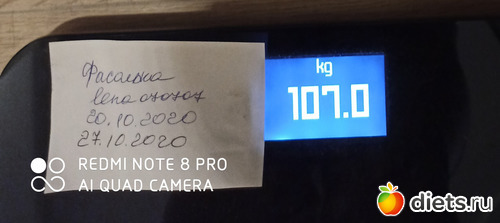 Фасолька
lena070707
20.10.2020
27.10.2020
kg
107.0
REDMI NOTE 8 PRO
AI QUAD CAMERA
diets.ru